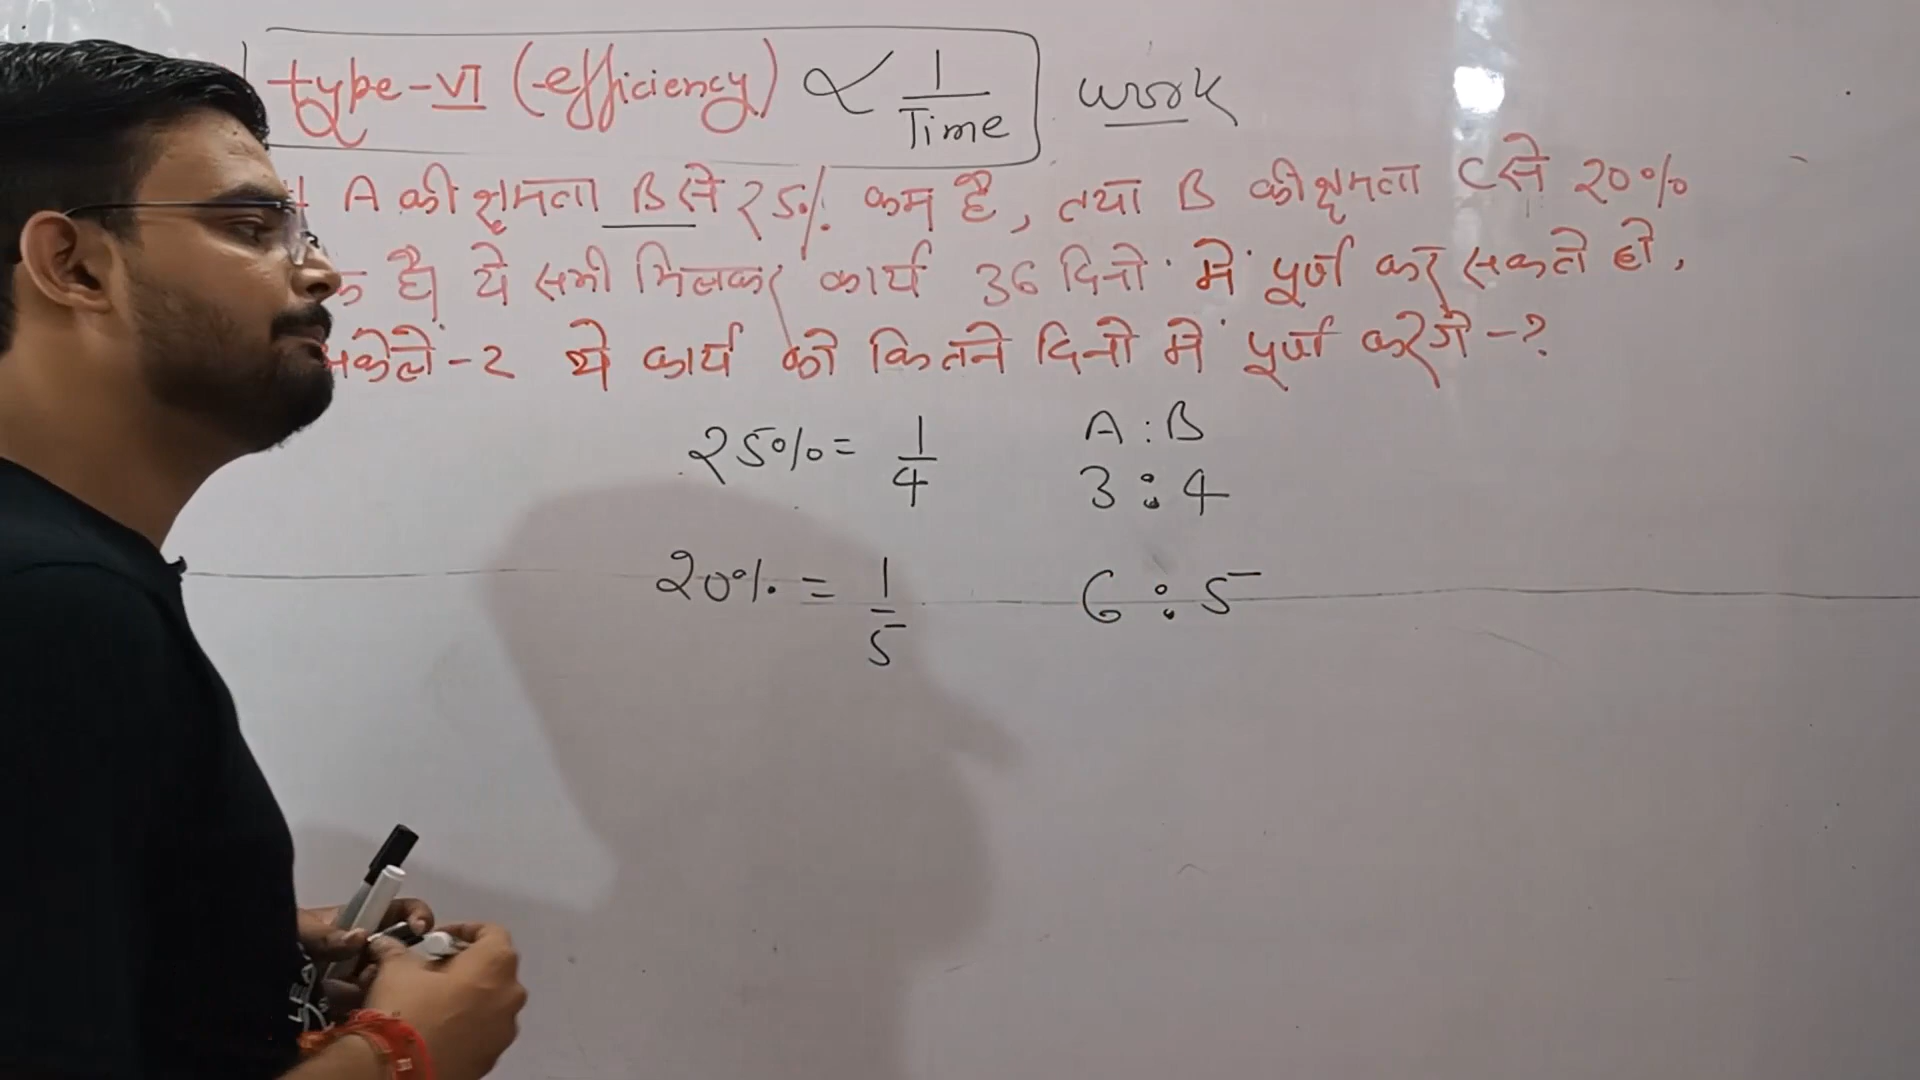 type-VI (efficiency) ∝ 1/Time work
A की क्षमता B से 25% कम है, तथा B की क्षमता C से 20%
है। ये सभी मिलकर कार्य 36 दिनों में पूर्ण कर सकते हो,
अकेले-2 ये कार्य को कितने दिनों में पूर्ण करेंगे-?
25% = 1/4 A : B
3 : 4
20% = 1/5 6 : 5